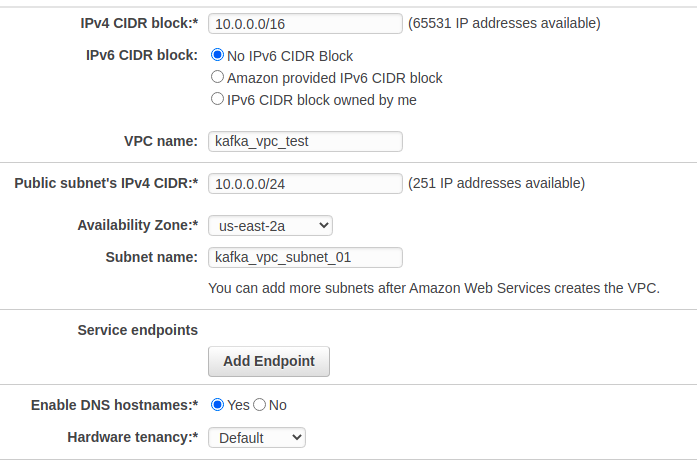 IPv4 CIDR block:* 10.0.0.0/16 (65531 IP addresses available)
IPv6 CIDR block: No IPv6 CIDR Block
Amazon provided IPv6 CIDR block
IPv6 CIDR block owned by me
VPC name: kafka_vpc_test
Public subnet's IPv4 CIDR:* 10.0.0.0/24 (251 IP addresses available)
Availability Zone:* us-east-2a
Subnet name: kafka_vpc_subnet_01
You can add more subnets after Amazon Web Services creates the VPC.
Service endpoints
Add Endpoint
Enable DNS hostnames:* Yes No
Hardware tenancy:* Default